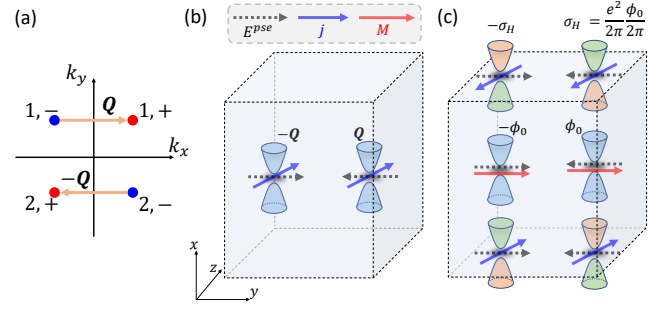 (a)
k_y
1, −
Q
1, +
k_x
−Q
2, +
2, −
(b)
E^{pse}
j
M
−Q
Q
x
z
y
(c)
−σ_H
σ_H = \frac{e^2}{2π} \frac{ϕ_0}{2π}
−ϕ_0
ϕ_0